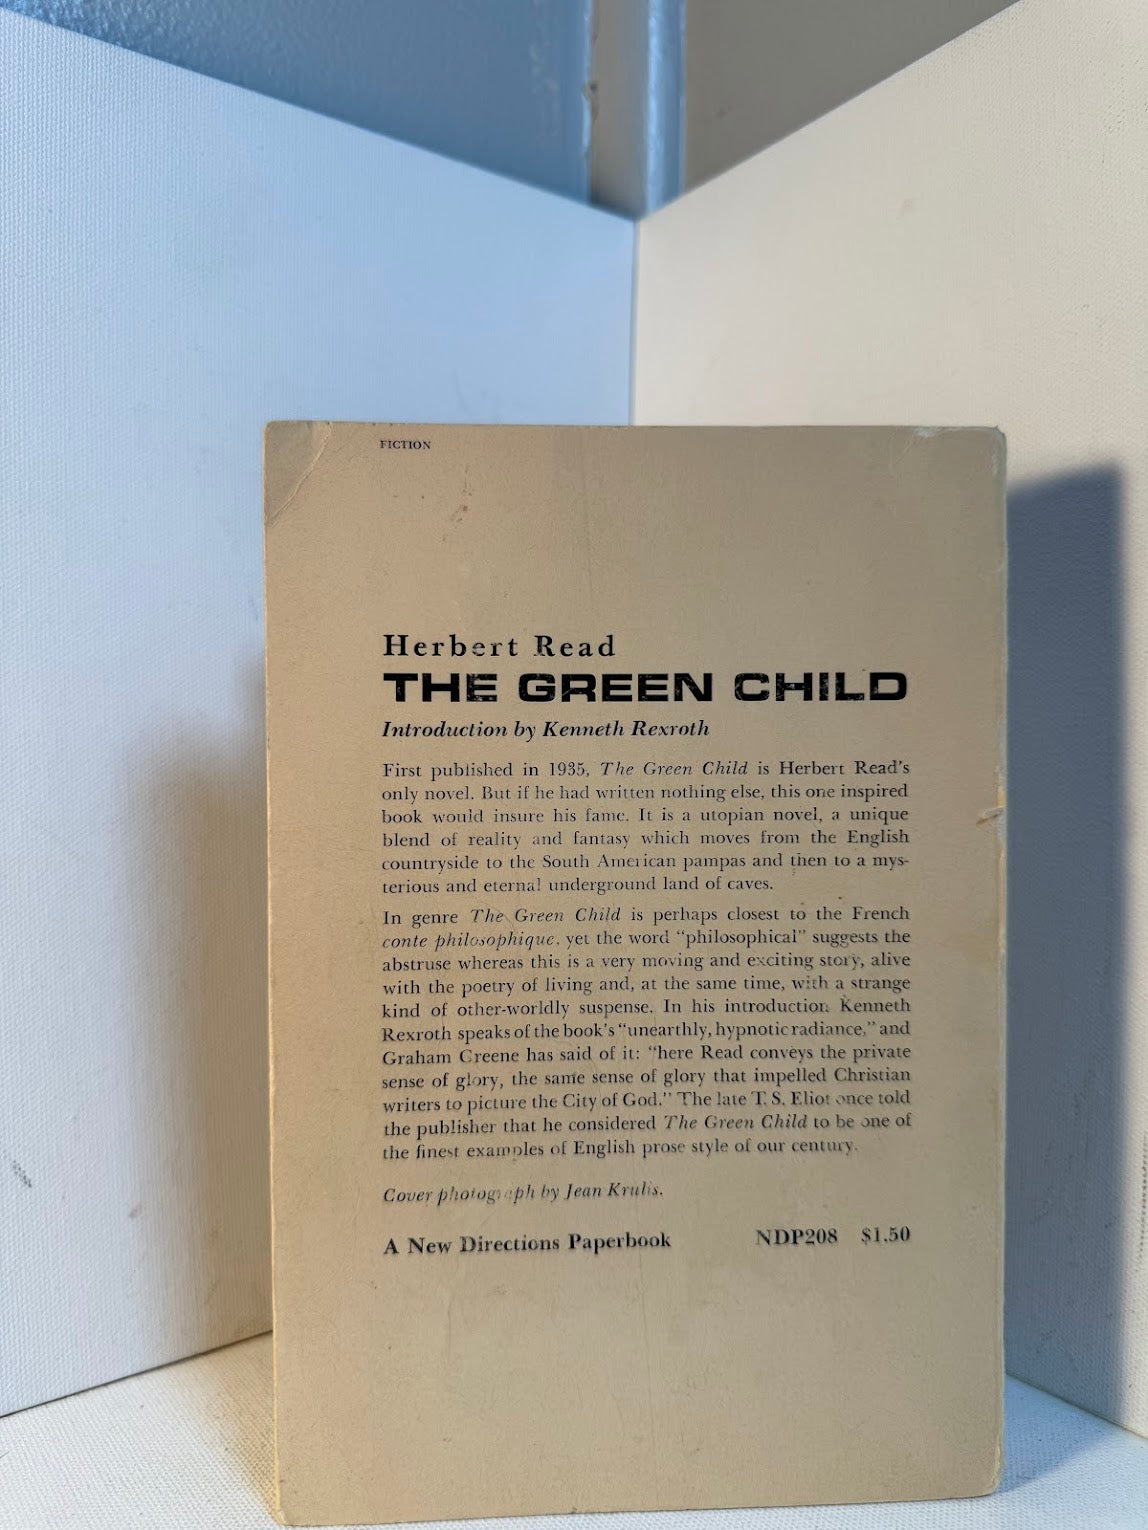 FICTION
Herbert Read
THE GREEN CHILD
Introduction by Kenneth Rexroth
First published in 1935, The Green Child is Herbert Read's
only novel. But if he had written nothing else, this one inspired
book would insure his fame. It is a utopian novel, a unique
blend of reality and fantasy which moves from the English
countryside to the South American pampas and then to a mys-
terious and eternal underground land of caves.
In genre The Green Child is perhaps closest to the French
conte philosophique, yet the word "philosophical" suggests the
abstruse whereas this is a very moving and exciting story, alive
with the poetry of living and, at the same time, with a strange
kind of other-worldly suspense. In his introduction Kenneth
Rexroth speaks of the book's "unearthly, hypnotic radiance," and
Graham Greene has said of it: "here Read conveys the private
sense of glory, the same sense of glory that impelled Christian
writers to picture the City of God." The late T. S. Eliot once told
the publisher that he considered The Green Child to be one of
the finest examples of English prose style of our century.
Cover photograph by Jean Krulis.
A New Directions Paperbook NDP208 $1.50